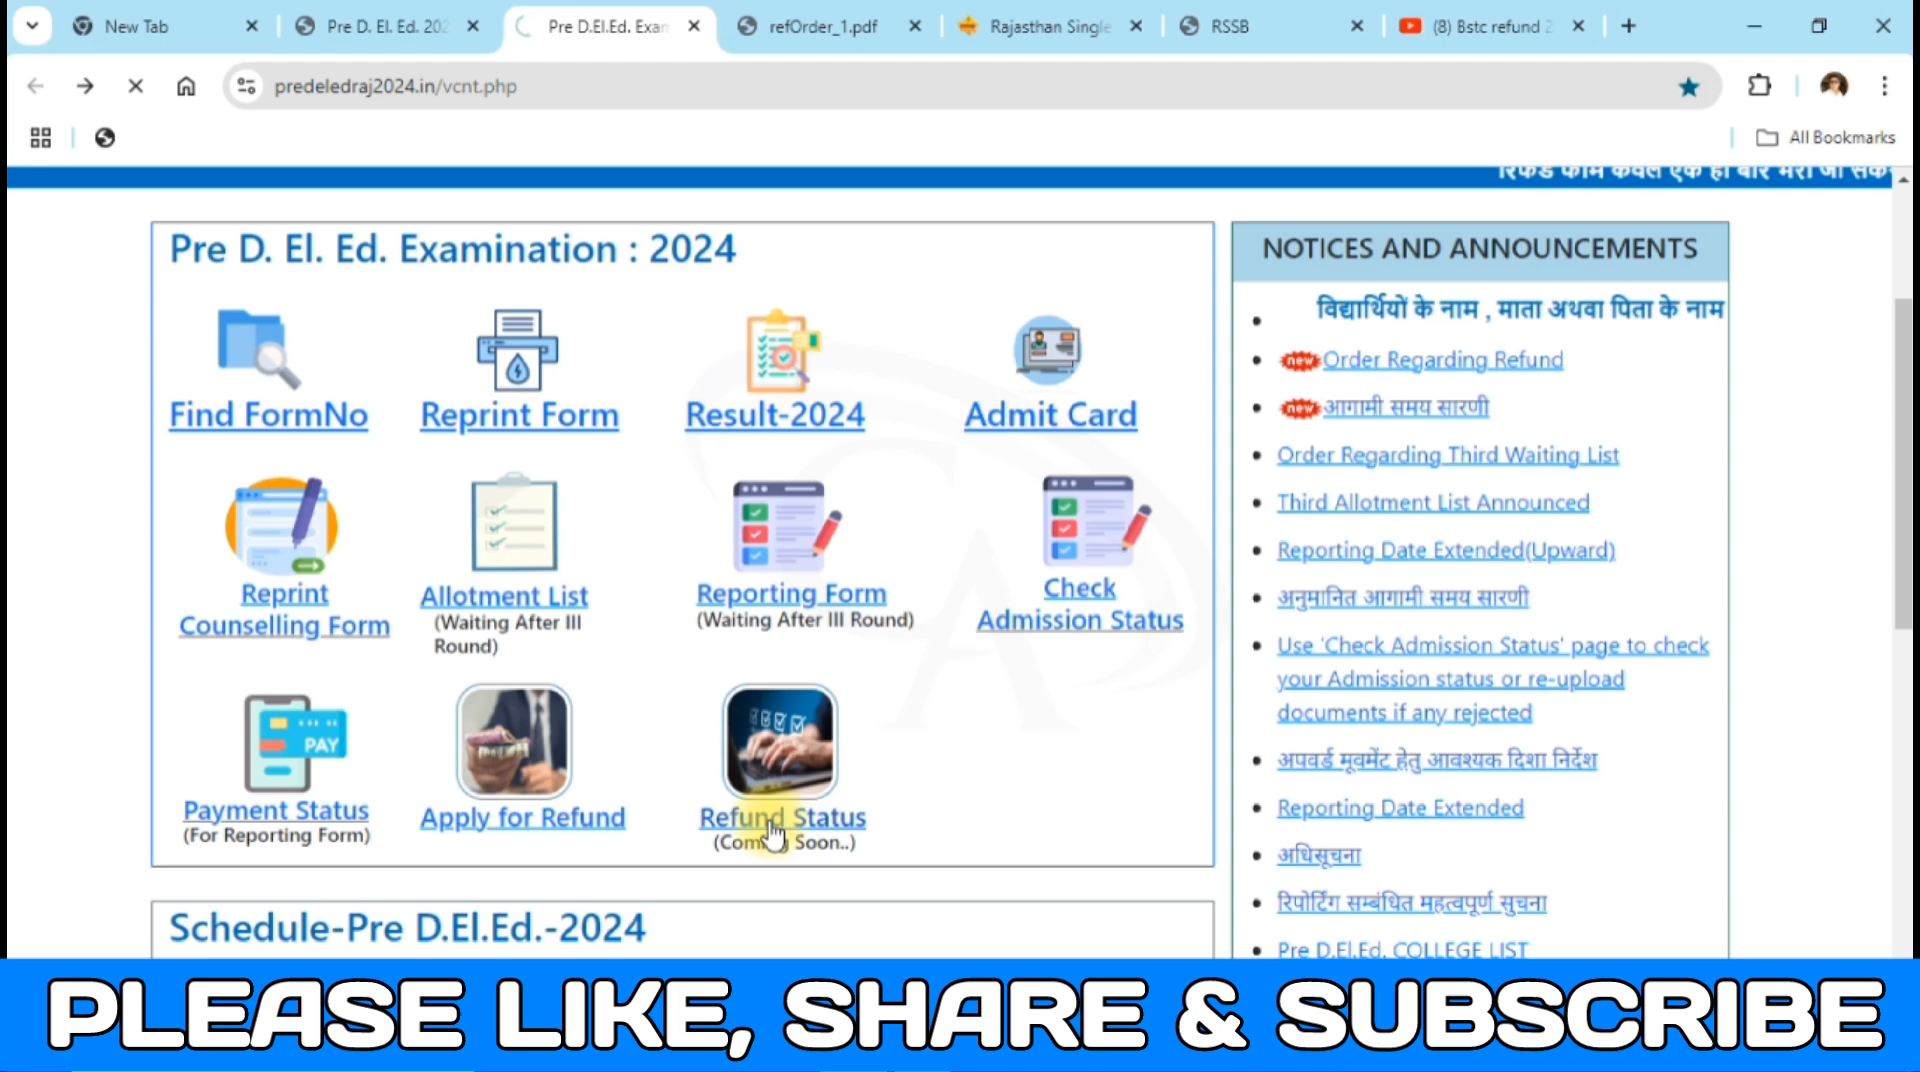 New Tab
Pre D. El. Ed. 202
Pre D.El.Ed. Exan
refOrder_1.pdf
Rajasthan Single
RSSB
(8) Bstc refund 2
predeledraj2024.in/vcnt.php
All Bookmarks
रिफंड फॉर्म केवल एक ही बार भरा जा सक
Pre D. El. Ed. Examination : 2024
Find FormNo
Reprint Form
Result-2024
Admit Card
Reprint
Counselling Form
Allotment List
(Waiting After III
Round)
Reporting Form
(Waiting After III Round)
Check
Admission Status
PAY
Payment Status
(For Reporting Form)
Apply for Refund
Refund Status
(Coming Soon..)
Schedule-Pre D.El.Ed.-2024
NOTICES AND ANNOUNCEMENTS
विद्यार्थियों के नाम , माता अथवा पिता के नाम
new Order Regarding Refund
new आगामी समय सारणी
Order Regarding Third Waiting List
Third Allotment List Announced
Reporting Date Extended(Upward)
अनुमानित आगामी समय सारणी
Use 'Check Admission Status' page to check
your Admission status or re-upload
documents if any rejected
अपवर्ड मूवमेंट हेतु आवश्यक दिशा निर्देश
Reporting Date Extended
अधिसूचना
रिपोर्टिंग सम्बंधित महत्वपूर्ण सुचना
Pre D.El.Ed. COLLEGE LIST
PLEASE LIKE, SHARE & SUBSCRIBE